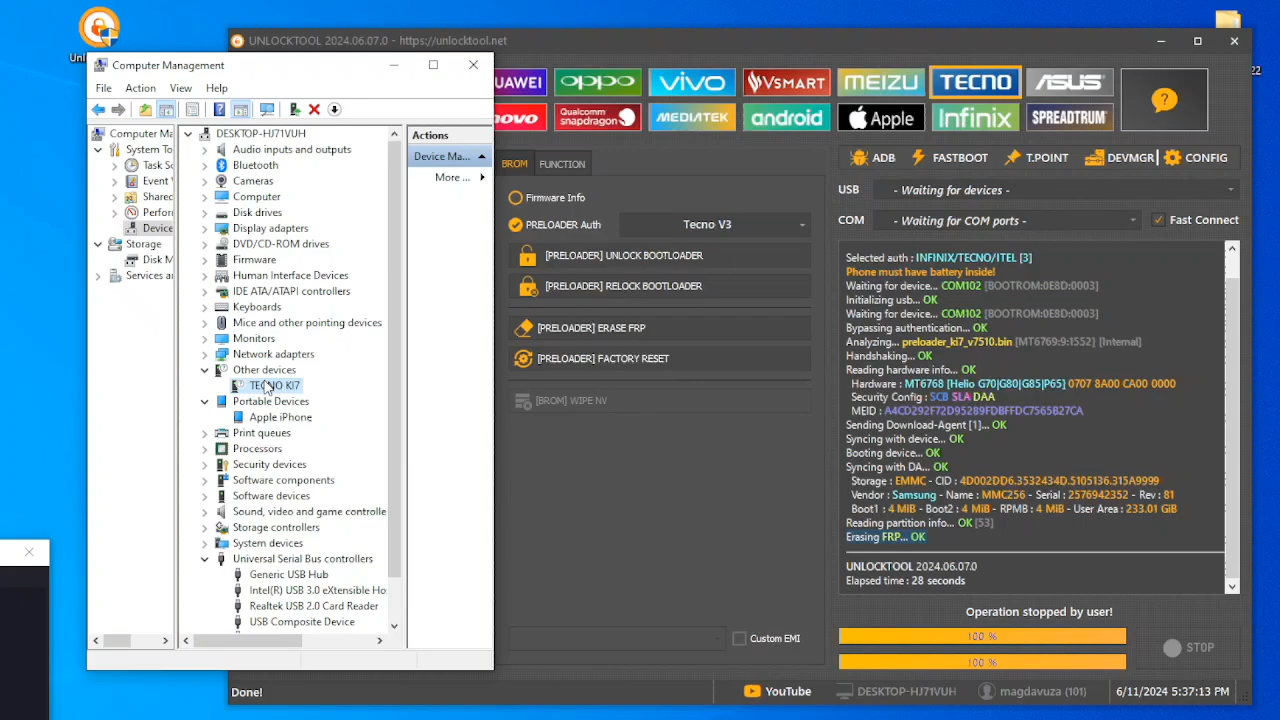 UNLOCKTOOL 2024.06.07.0 - https://unlocktool.net
Computer Management
File Action View Help
Computer Ma
System To
Task Sc
Event V
Shared
Perforr
Device
Storage
Disk M
Services a
DESKTOP-HJ71VUH
Audio inputs and outputs
Bluetooth
Cameras
Computer
Disk drives
Display adapters
DVD/CD-ROM drives
Firmware
Human Interface Devices
IDE ATA/ATAPI controllers
Keyboards
Mice and other pointing devices
Monitors
Network adapters
Other devices
TECNO KI7
Portable Devices
Apple iPhone
Print queues
Processors
Security devices
Software components
Software devices
Sound, video and game controlle
Storage controllers
System devices
Universal Serial Bus controllers
Generic USB Hub
Intel(R) USB 3.0 eXtensible Ho
Realtek USB 2.0 Card Reader
USB Composite Device
Actions
Device Ma...
More ...
UAWEI oppo vivo VSMART MEIZU TECNO ASUS
novo Qualcomm snapdragon MEDIATEK android Apple Infinix SPREADTRUM
?
BROM FUNCTION
Firmware Info
PRELOADER Auth Tecno V3
[PRELOADER] UNLOCK BOOTLOADER
[PRELOADER] RELOCK BOOTLOADER
[PRELOADER] ERASE FRP
[PRELOADER] FACTORY RESET
[BROM] WIPE NV
Custom EMI
ADB FASTBOOT T.POINT DEVMGR CONFIG
USB - Waiting for devices -
COM - Waiting for COM ports - Fast Connect
Selected auth : INFINIX/TECNO/ITEL [3]
Phone must have battery inside!
Waiting for device... COM102 [BOOTROM:0E8D:0003]
Initializing usb... OK
Waiting for device... COM102 [BOOTROM:0E8D:0003]
Bypassing authentication... OK
Analyzing... preloader_ki7_v7510.bin [MT6769:9:1552] [Internal]
Handshaking... OK
Reading hardware info... OK
Hardware : MT6768 [Helio G70|G80|G85|P65] 0707 8A00 CA00 0000
Security Config : SCB SLA DAA
MEID : A4CD292F72D95289FDBFFDC7565B27CA
Sending Download-Agent [1]... OK
Syncing with device... OK
Booting device... OK
Syncing with DA... OK
Storage : EMMC - CID : 4D002DD6.3532434D.5105136.315A9999
Vendor : Samsung - Name : MMC256 - Serial : 2576942352 - Rev : 81
Boot1 : 4 MiB - Boot2 : 4 MiB - RPMB : 4 MiB - User Area : 233.01 GiB
Reading partition info... OK [53]
Erasing FRP... OK
UNLOCKTOOL 2024.06.07.0
Elapsed time : 28 seconds
Operation stopped by user!
100 %
100 %
STOP
Done! YouTube DESKTOP-HJ71VUH magdavuza (101) 6/11/2024 5:37:13 PM